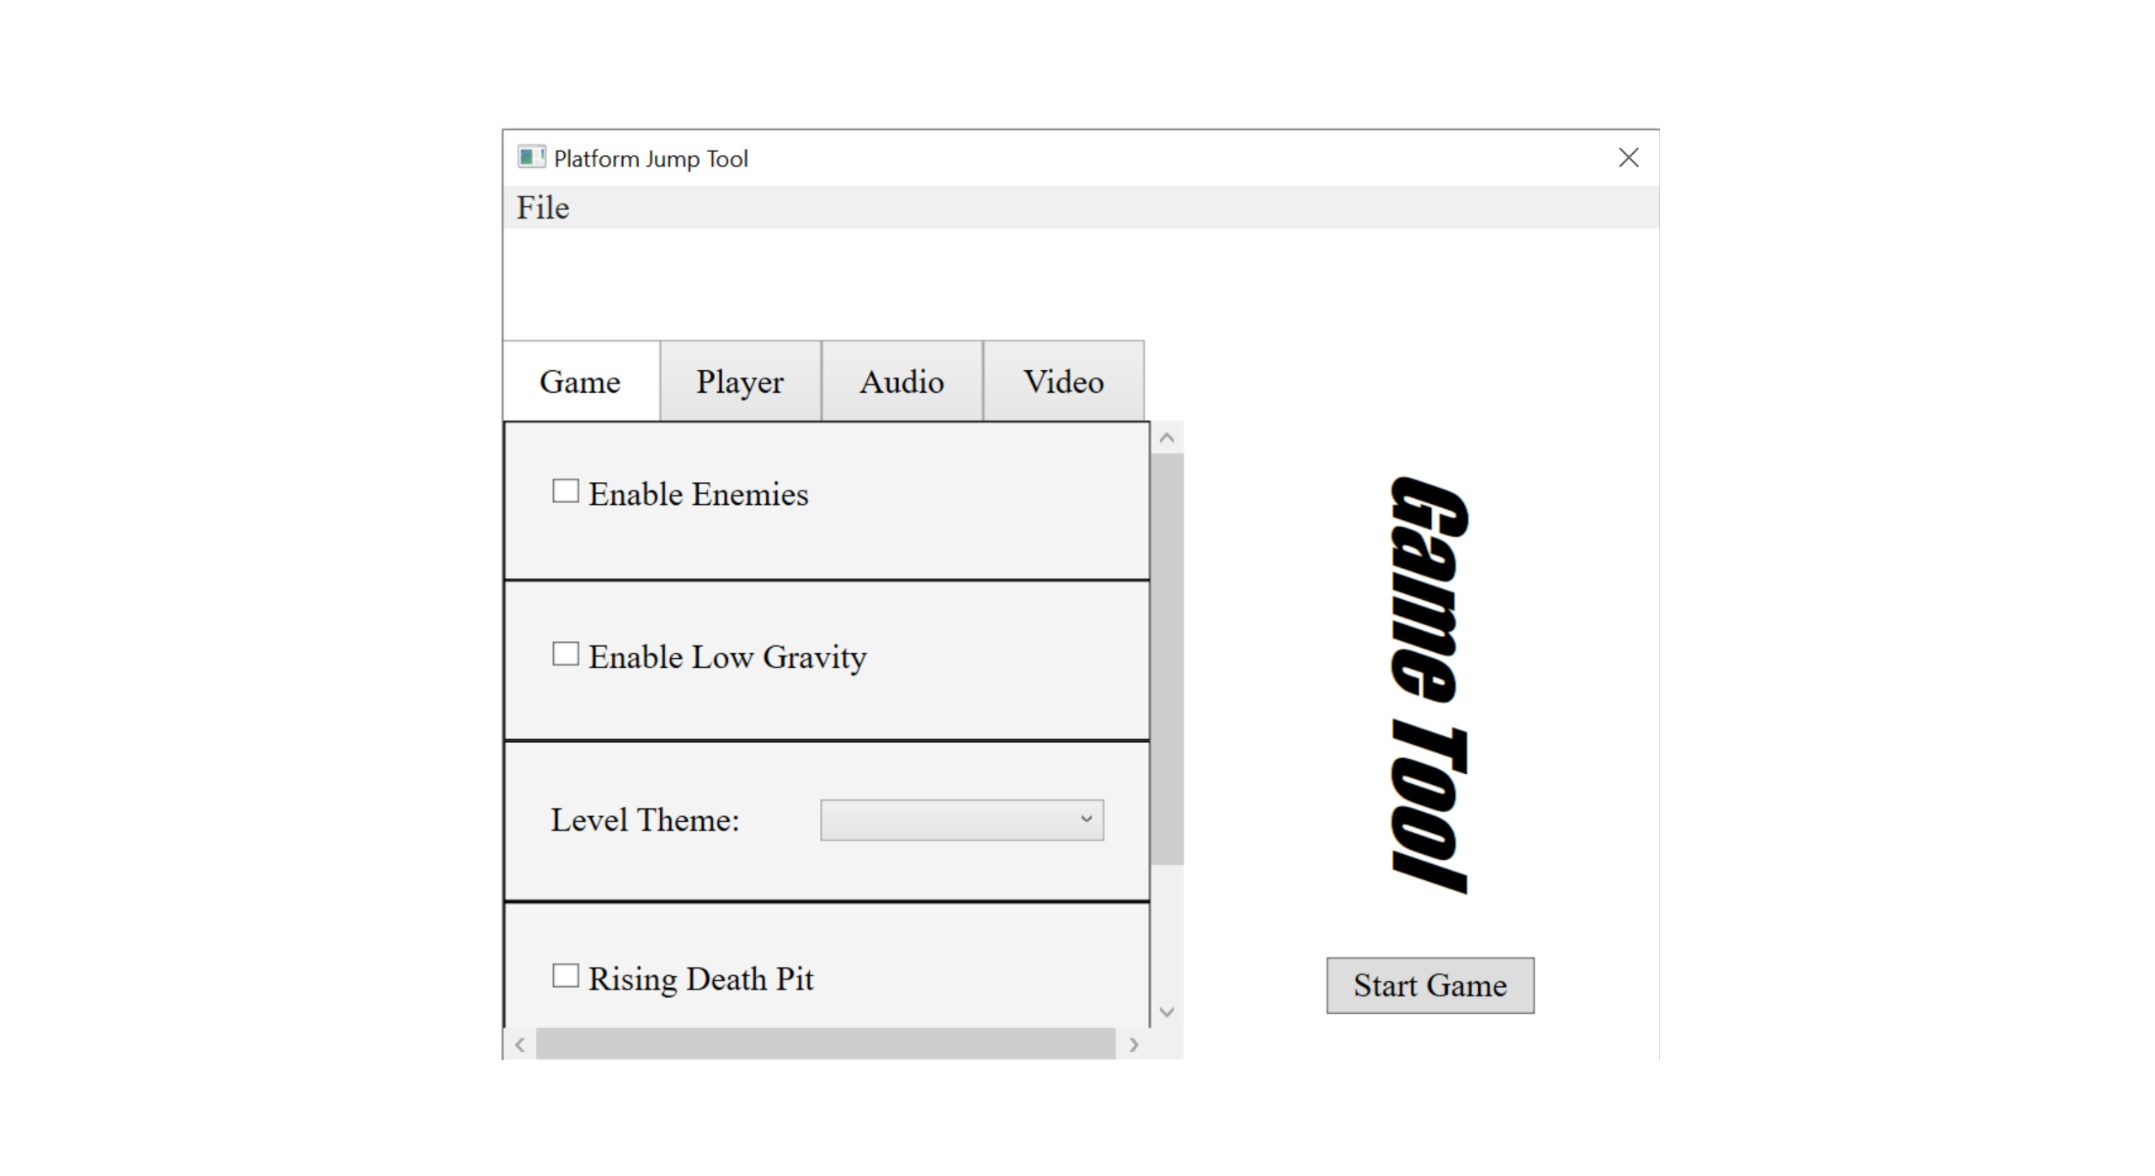 Platform Jump Tool
File
Game Player Audio Video
Enable Enemies
Enable Low Gravity
Level Theme:
Rising Death Pit
Game Tool
Start Game